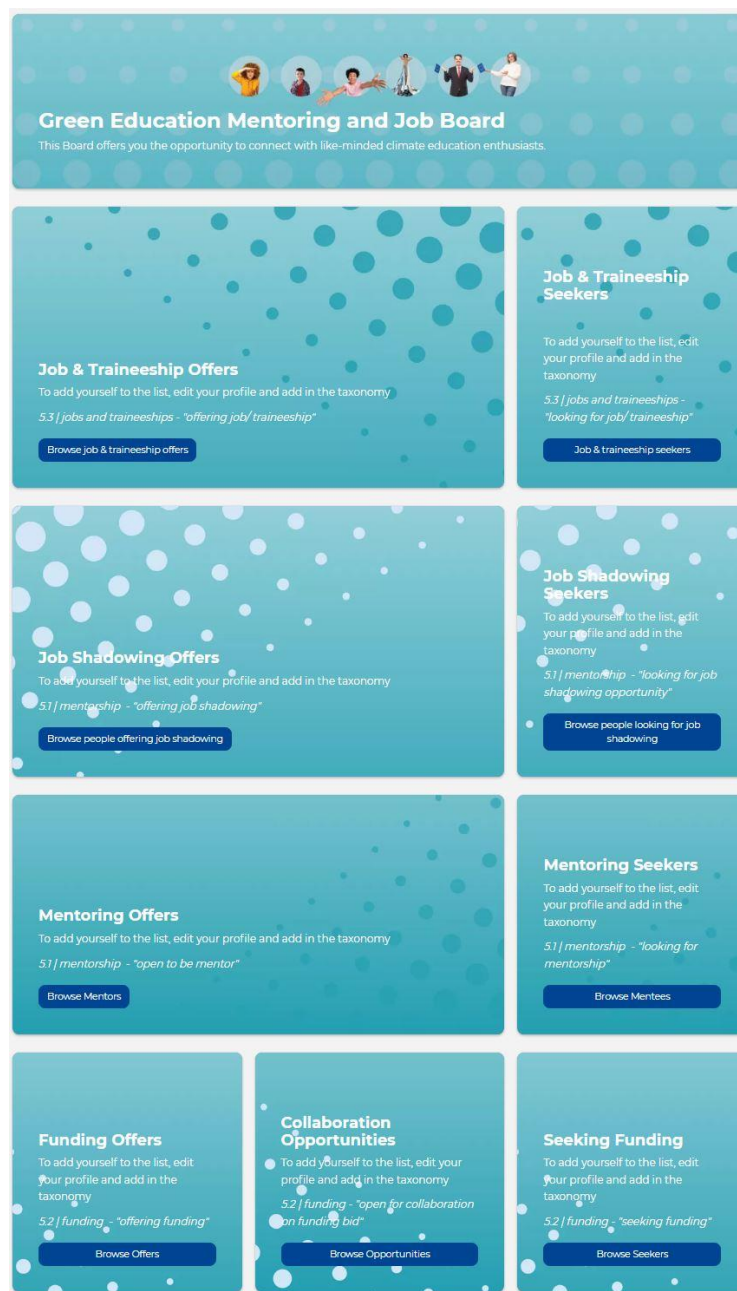 Green Education Mentoring and Job Board
This Board offers you the opportunity to connect with like-minded climate education enthusiasts.
Job & Traineeship Offers
To add yourself to the list, edit your profile and add in the taxonomy
5.3 | jobs and traineeships - "offering job/ traineeship"
Browse job & traineeship offers
Job & Traineeship
Seekers
To add yourself to the list, edit
your profile and add in the
taxonomy
5.3 | jobs and traineeships -
"looking for job/ traineeship"
Job & traineeship seekers
Job Shadowing Offers
To add yourself to the list, edit your profile and add in the taxonomy
5.1 | mentorship - "offering job shadowing"
Browse people offering job shadowing
Job Shadowing
Seekers
To add yourself to the list, edit
your profile and add in the
taxonomy
5.1 | mentorship - "looking for job
shadowing opportunity"
Browse people looking for job
shadowing
Mentoring Offers
To add yourself to the list, edit your profile and add in the taxonomy
5.1 | mentorship - "open to be mentor"
Browse Mentors
Mentoring Seekers
To add yourself to the list, edit
your profile and add in the
taxonomy
5.1 | mentorship - "looking for
mentorship"
Browse Mentees
Funding Offers
To add yourself to the list, edit
your profile and add in the
taxonomy
5.2 | funding - "offering funding"
Browse Offers
Collaboration
Opportunities
To add yourself to the list, edit your
profile and add in the taxonomy
5.2 | funding - "open for collaboration
on funding bid"
Browse Opportunities
Seeking Funding
To add yourself to the list, edit
your profile and add in the
taxonomy
5.2 | funding - "seeking funding"
Browse Seekers